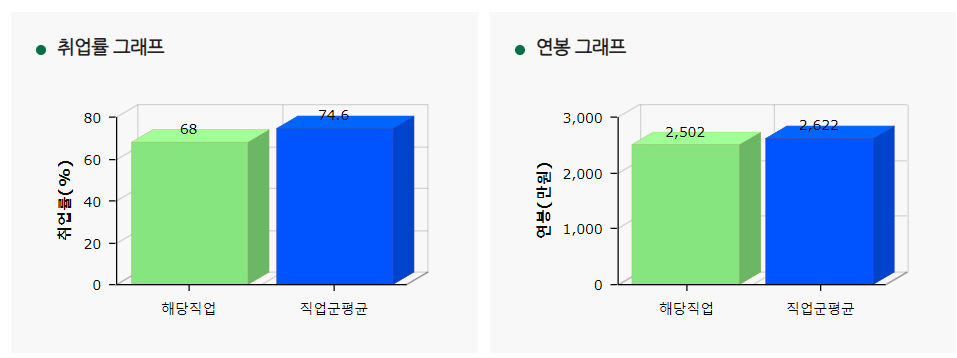 취업률 그래프
80
60
40
20
0
취업률(%)
68
74.6
해당직업
직업군평균
연봉 그래프
3,000
2,000
1,000
0
연봉(만원)
2,502
2,622
해당직업
직업군평균